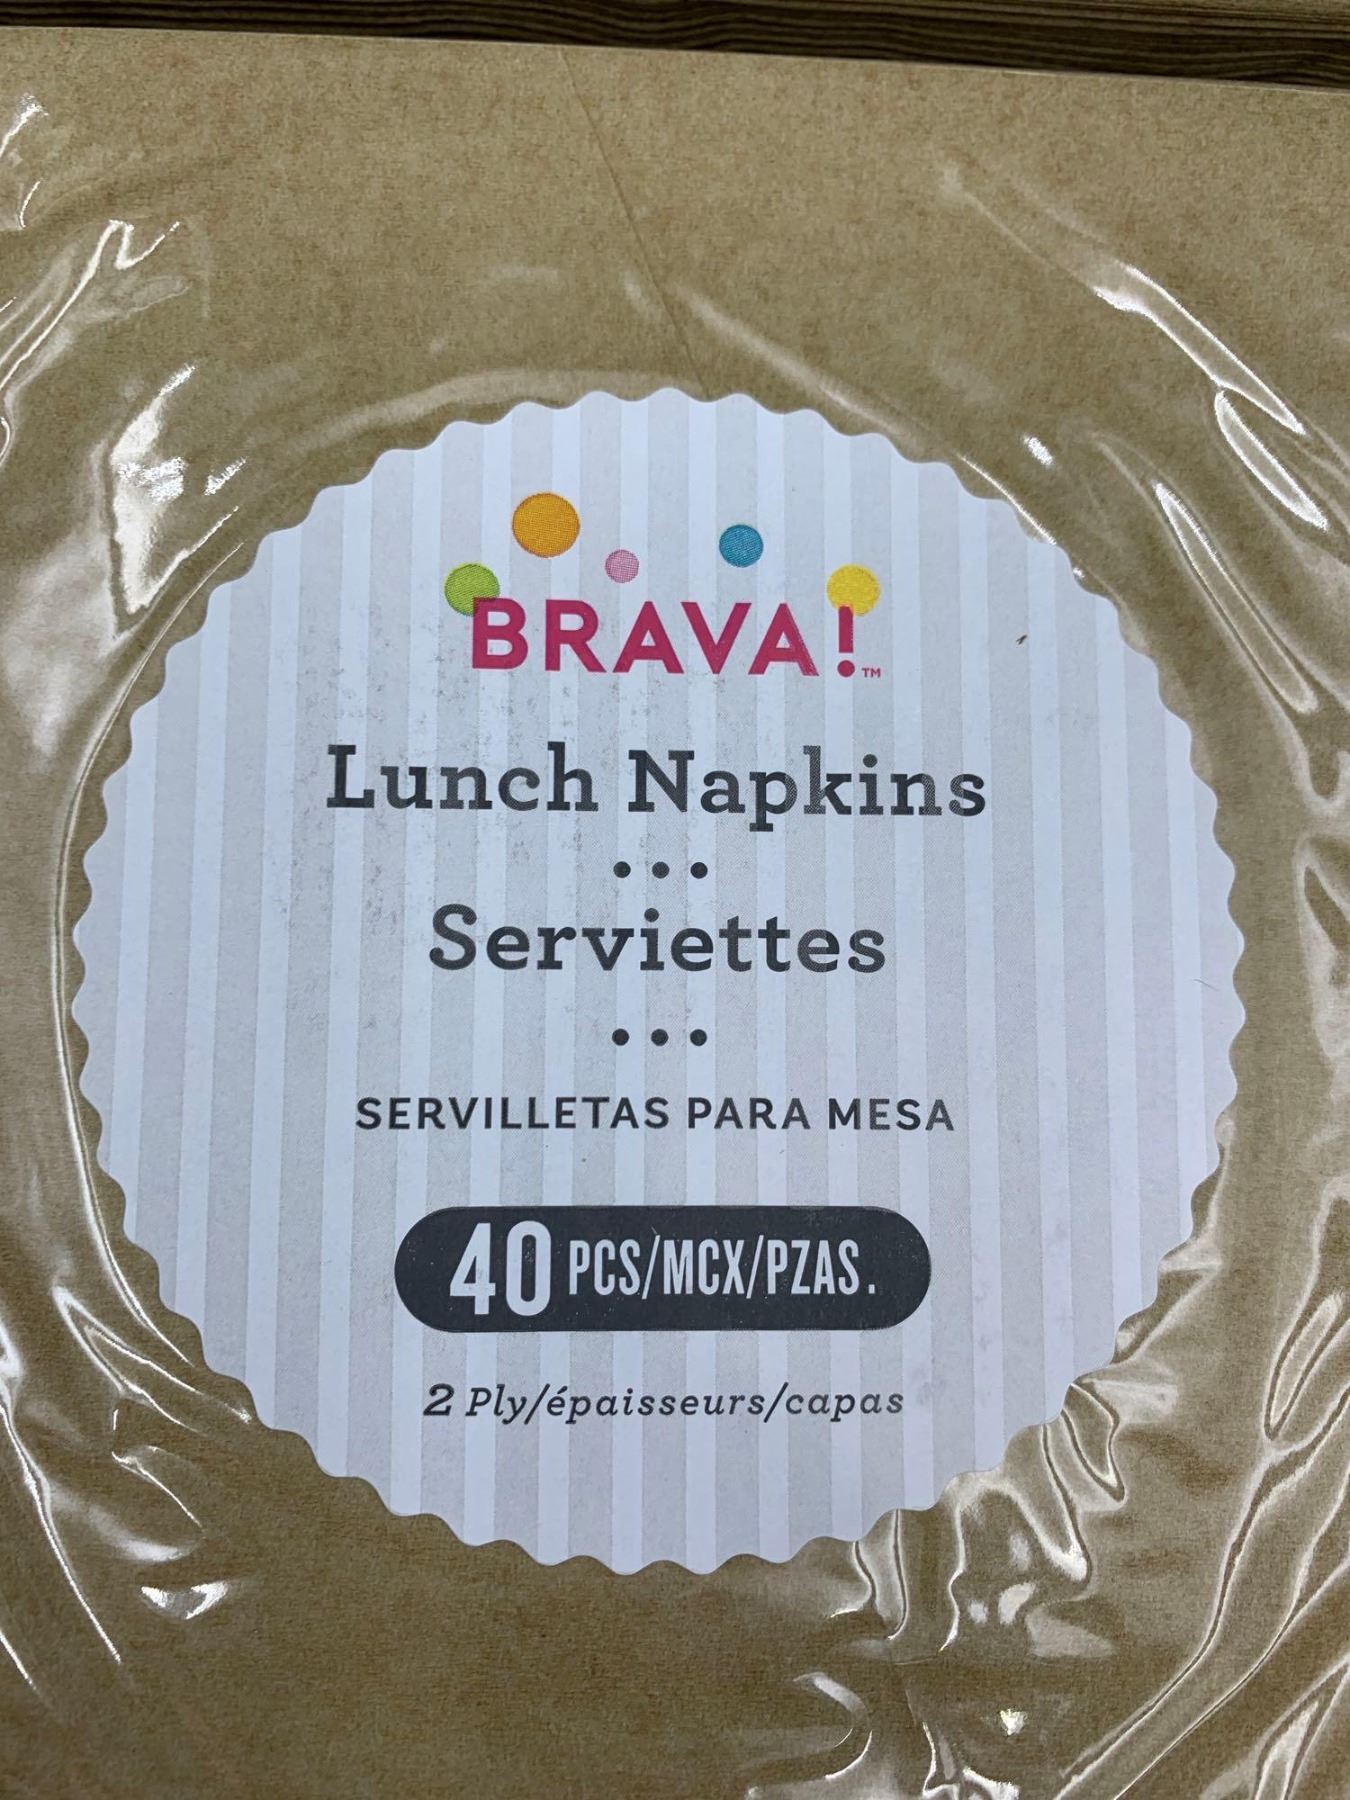 BRAVA!™
Lunch Napkins
•••
Serviettes
•••
SERVILLETAS PARA MESA
40 PCS/MCX/PZAS.
2 Ply/épaisseurs/capas